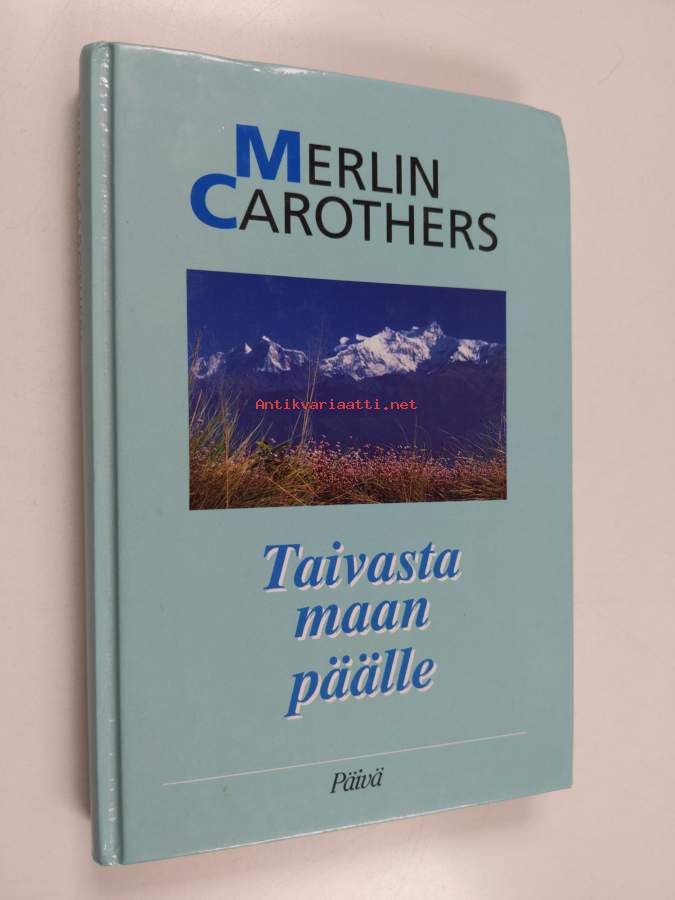 MERLIN
CAROTHERS
Antikvariaatti.net
Taivasta
maan
päälle
Päivä